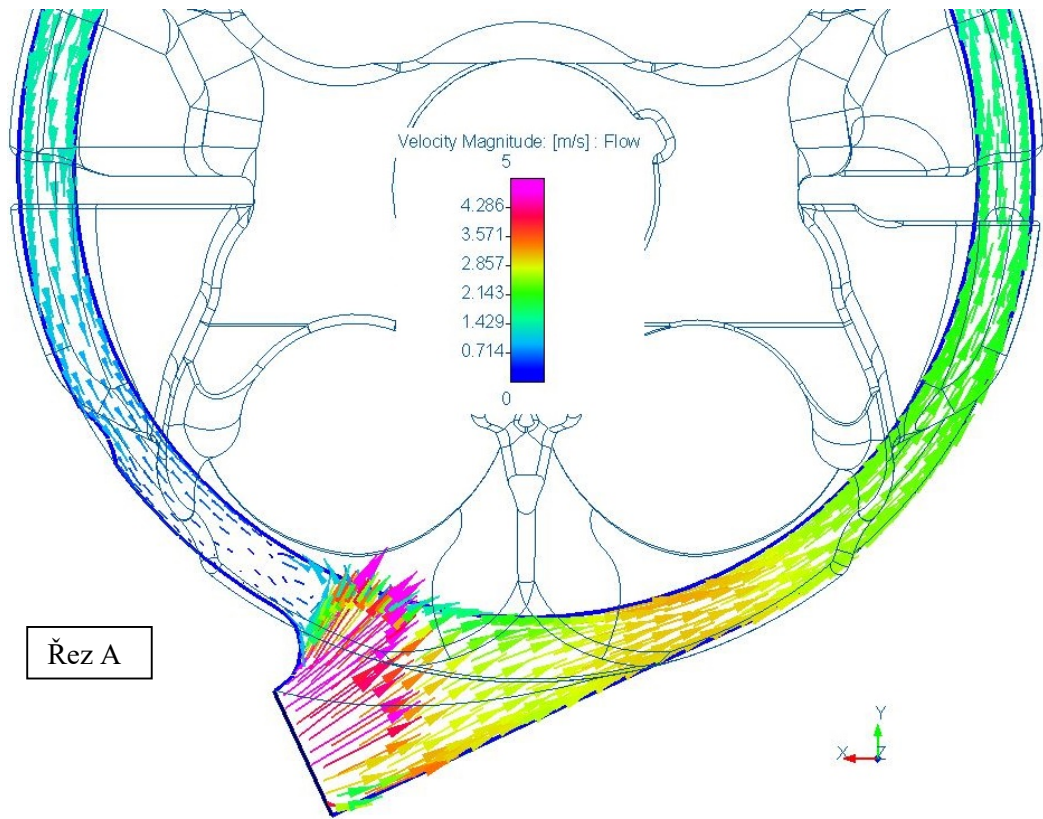 Velocity Magnitude: [m/s] : Flow
5
4.286
3.571
2.857
2.143
1.429
0.714
0
Řez A
Y
X
Z